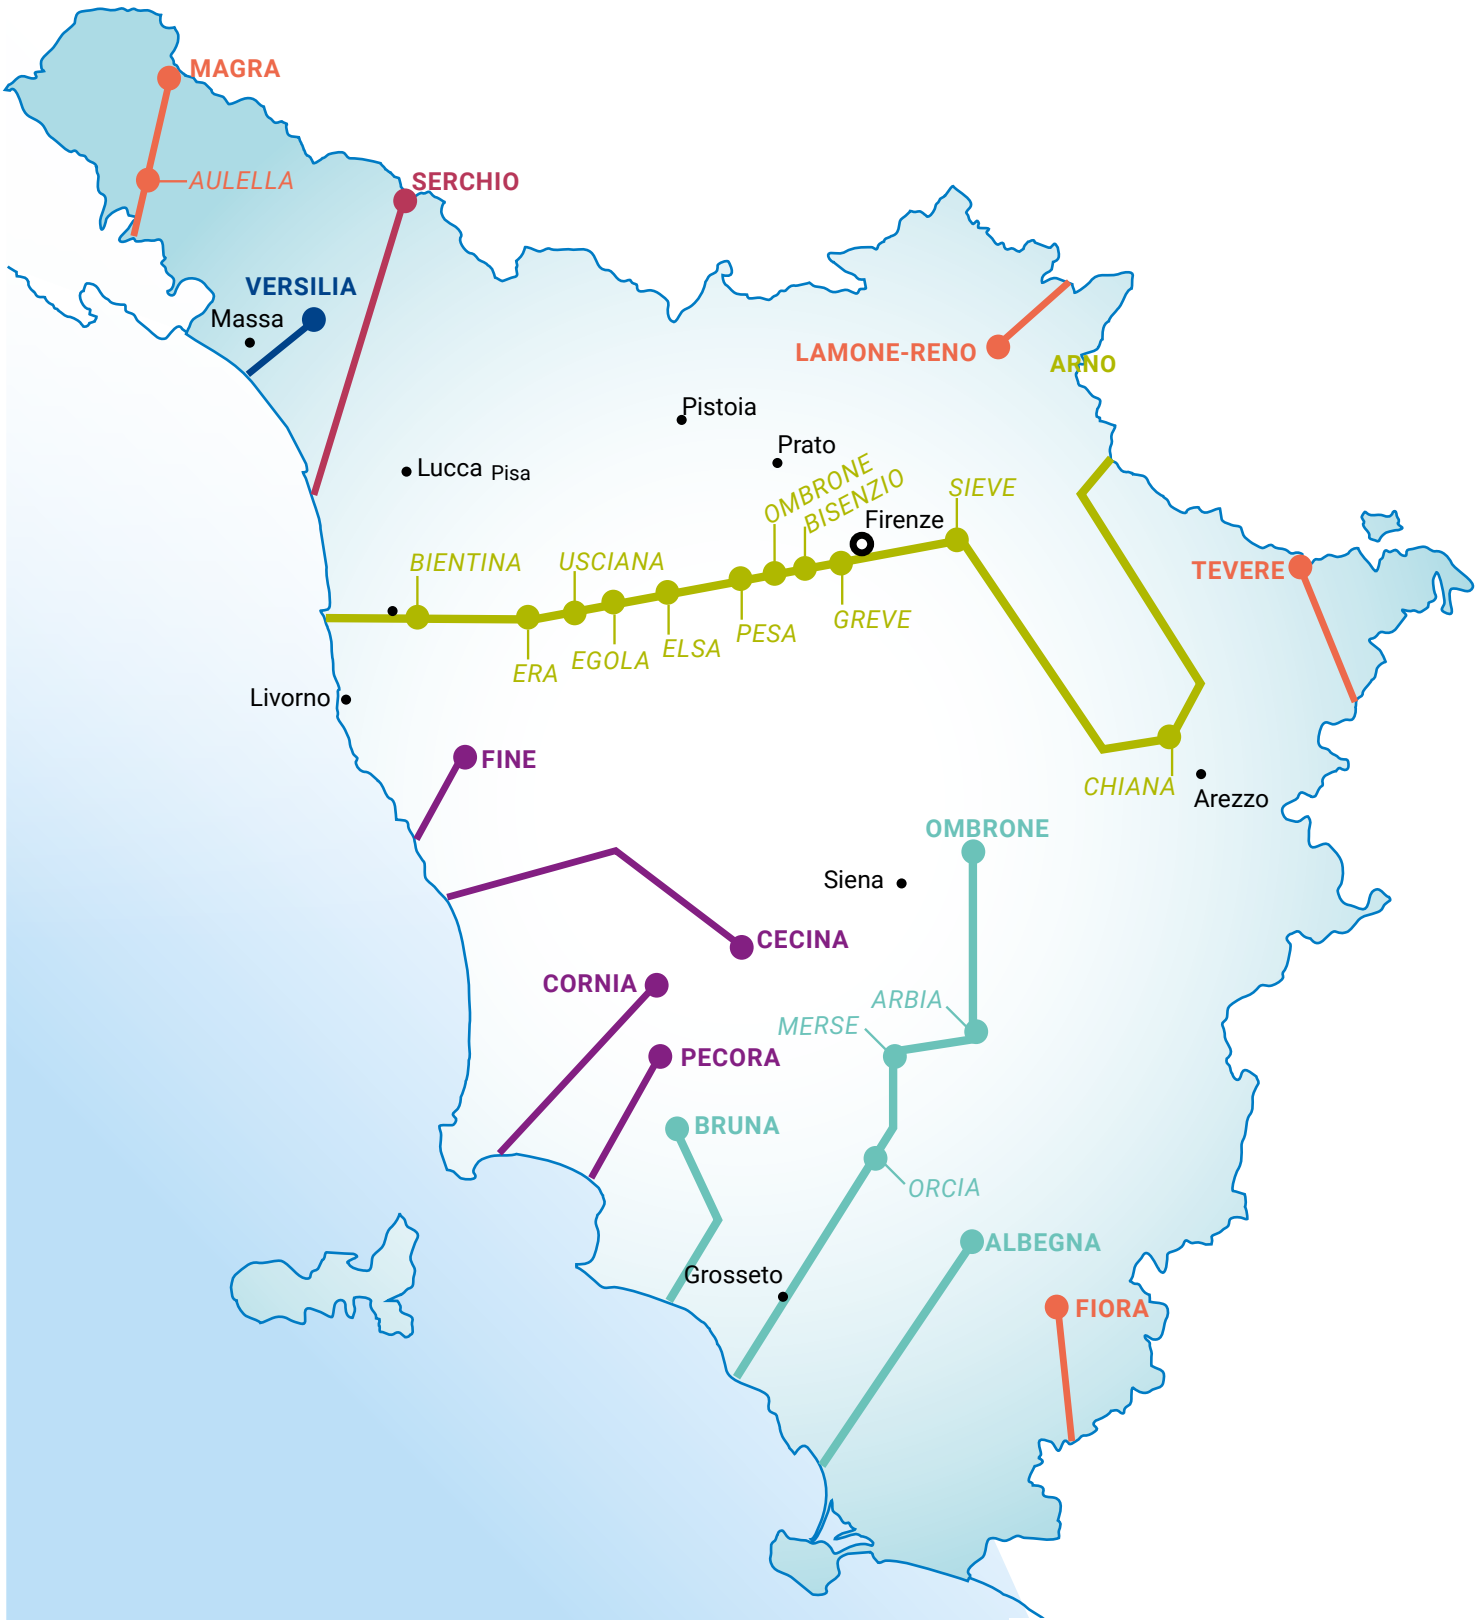 MAGRA
AULELLA
SERCHIO
VERSILIA
Massa
LAMONE-RENO
ARNO
Pistoia
Prato
Lucca
Pisa
OMBRONE
BISENZIO
SIEVE
Firenze
BIENTINA
USCIANA
TEVERE
GREVE
PESA
ELSA
EGOLA
ERA
Livorno
FINE
CHIANA
Arezzo
OMBRONE
Siena
CECINA
CORNIA
ARBIA
MERSE
PECORA
BRUNA
ORCIA
ALBEGNA
Grosseto
FIORA